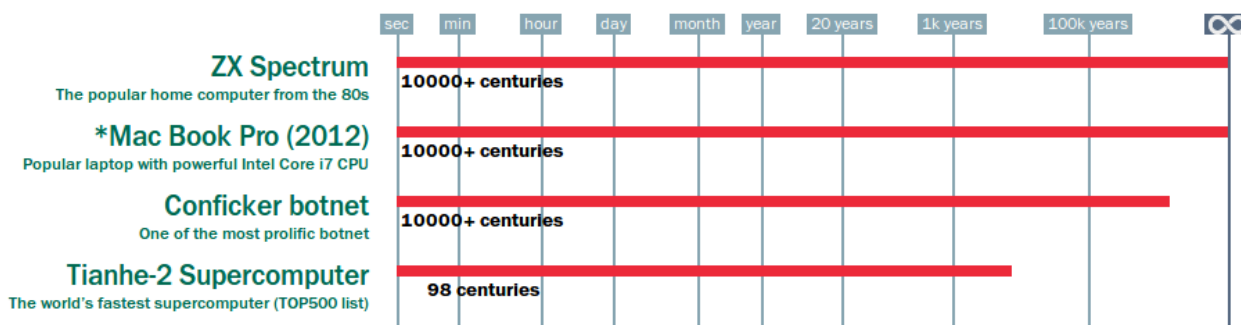 sec min hour day month year 20 years 1k years 100k years ∞
ZX Spectrum
The popular home computer from the 80s
10000+ centuries
*Mac Book Pro (2012)
Popular laptop with powerful Intel Core i7 CPU
10000+ centuries
Conficker botnet
One of the most prolific botnet
10000+ centuries
Tianhe-2 Supercomputer
The world's fastest supercomputer (TOP500 list)
98 centuries